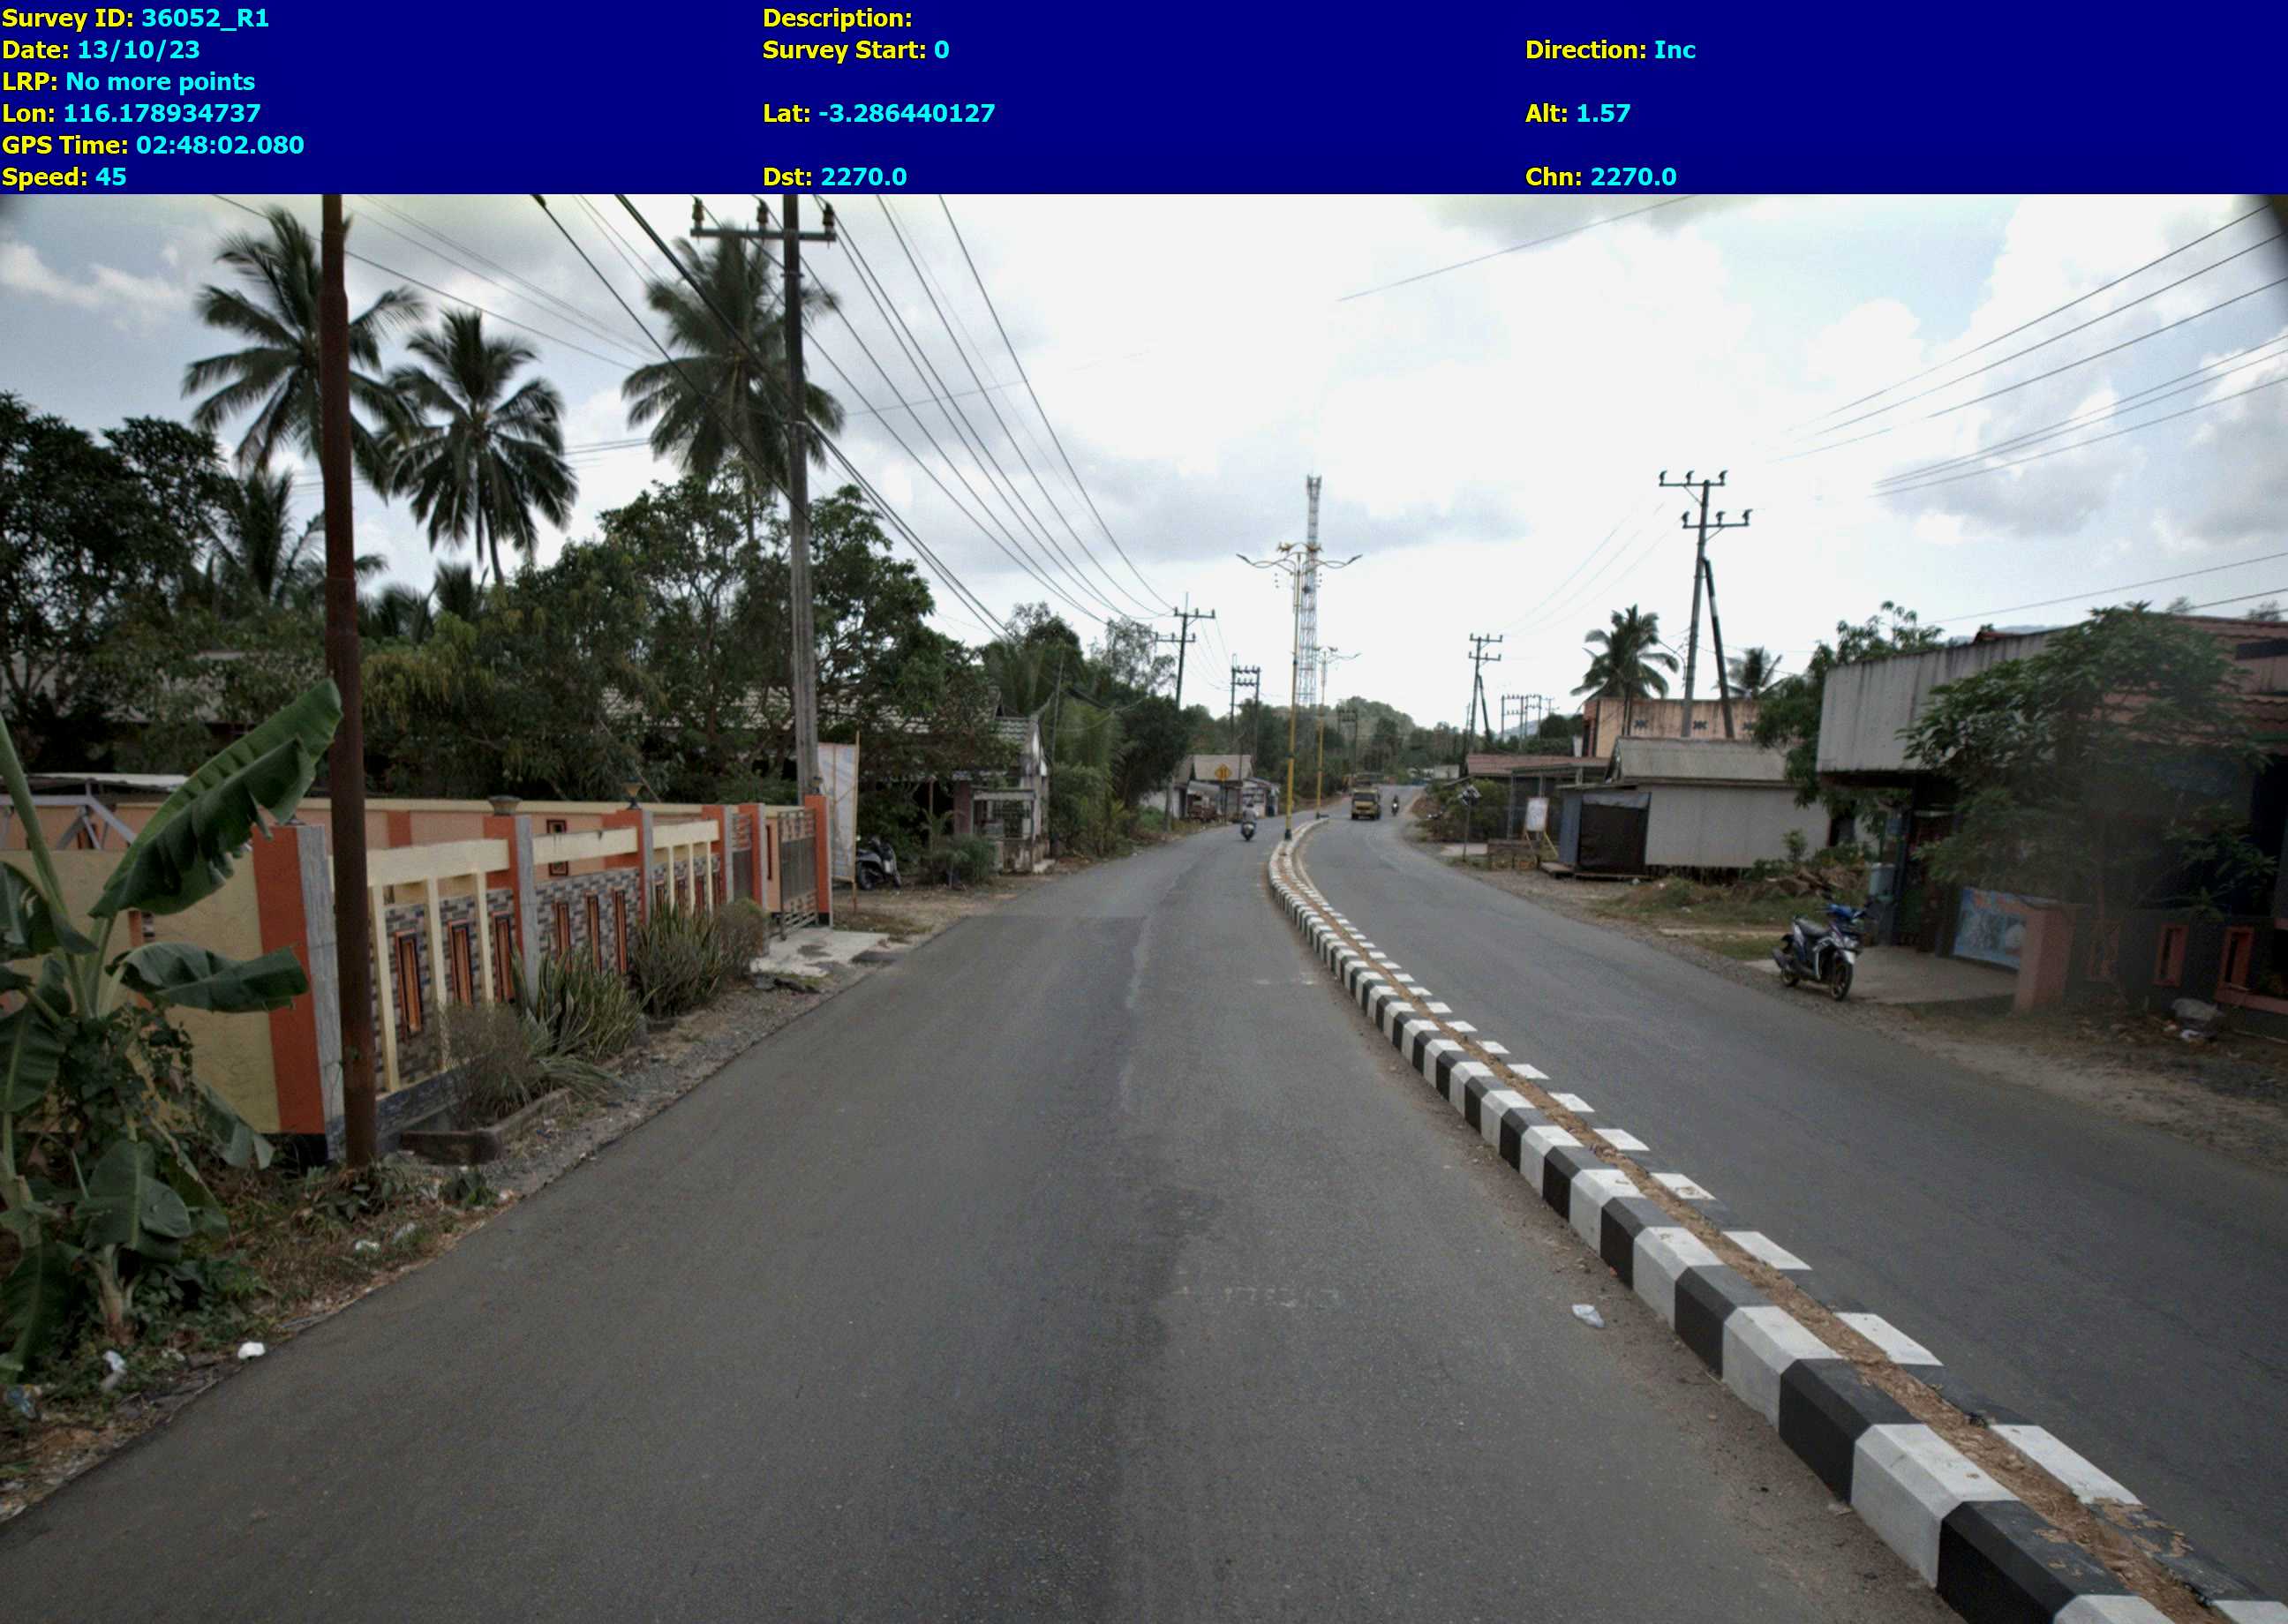 Survey ID: 36052_R1
Description:
Date: 13/10/23
Survey Start: 0
Direction: Inc
LRP: No more points
Lon: 116.178934737
Lat: -3.286440127
Alt: 1.57
GPS Time: 02:48:02.080
Speed: 45
Dst: 2270.0
Chn: 2270.0